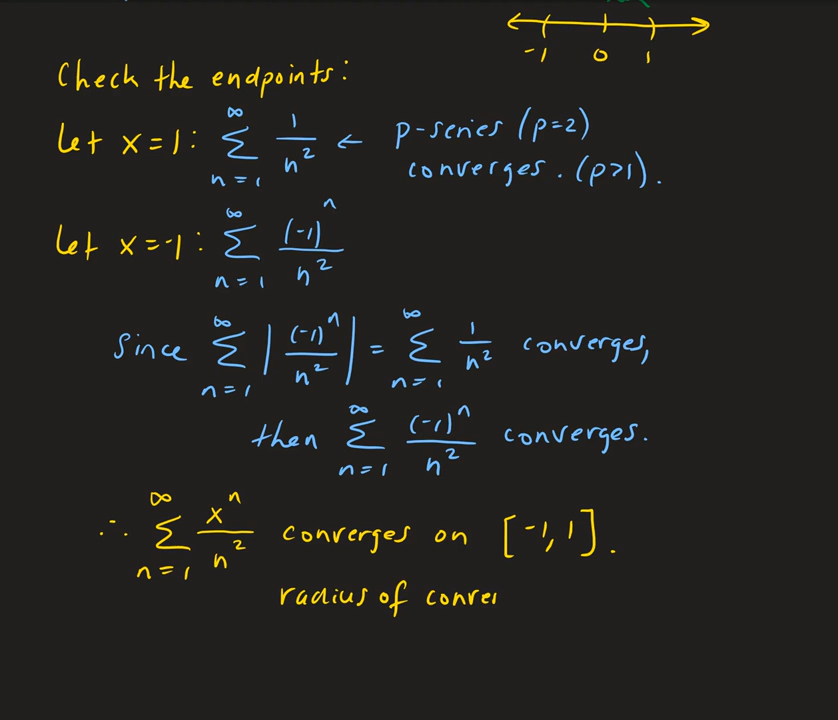 -1 0 1
Check the endpoints:
Let x=1: ∞ ∑ n=1 1/n² ← p-series (p=2)
converges. (p>1).
Let x=-1: ∞ ∑ n=1 (-1)ⁿ/n²
Since ∞ ∑ n=1 |(-1)ⁿ/n²| = ∞ ∑ n=1 1/n² converges,
then ∞ ∑ n=1 (-1)ⁿ/n² converges.
∴ ∞ ∑ n=1 xⁿ/n² converges on [-1,1].
radius of conver